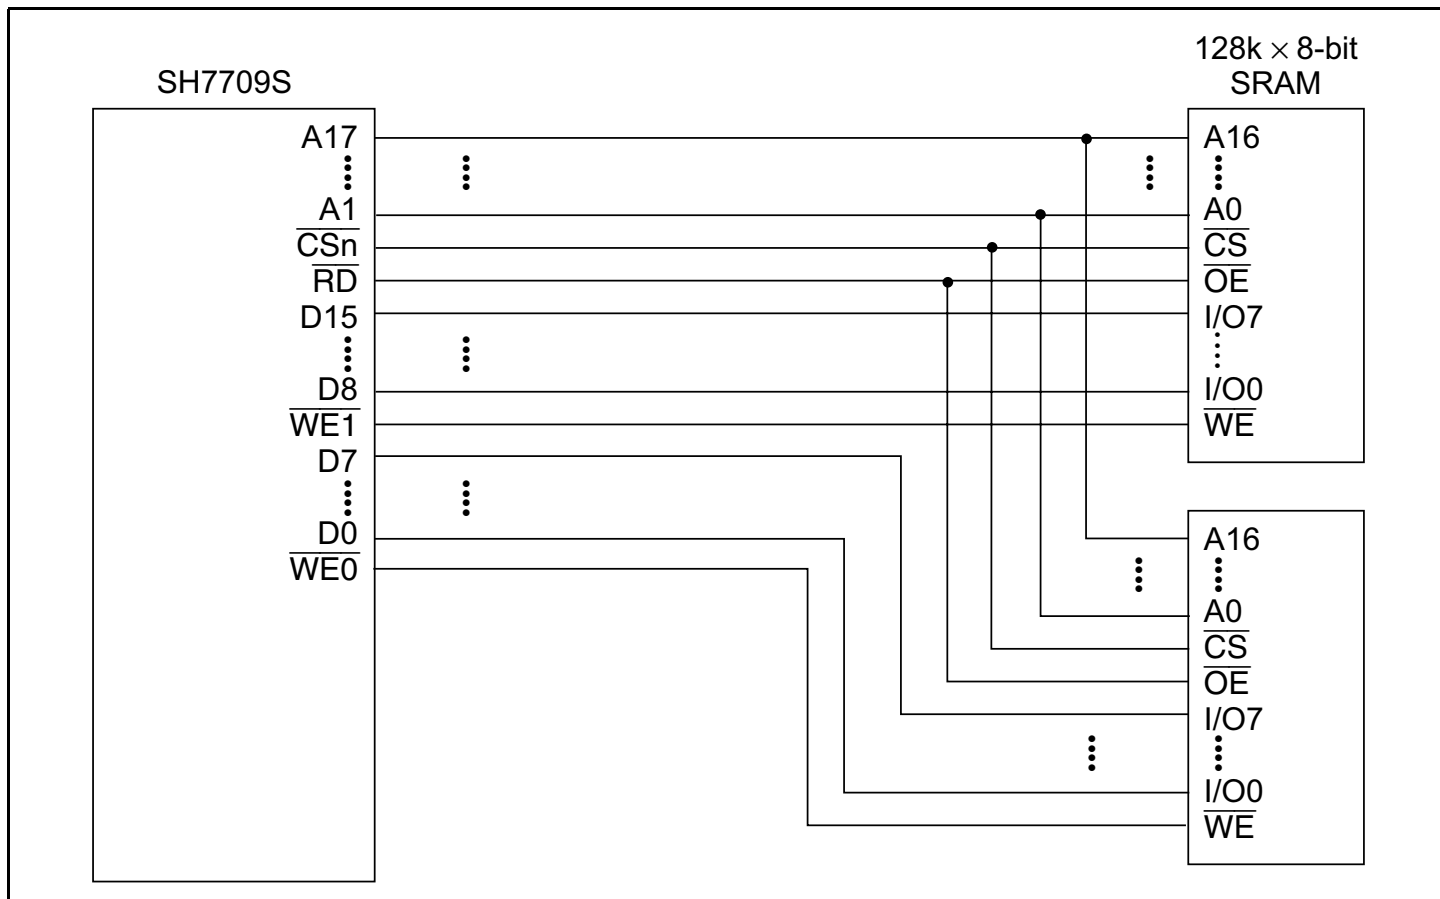 SH7709S
A17
A1
CSn
RD
D15
D8
WE1
D7
D0
WE0
128k × 8-bit
SRAM
A16
A0
CS
OE
I/O7
I/O0
WE
A16
A0
CS
OE
I/O7
I/O0
WE